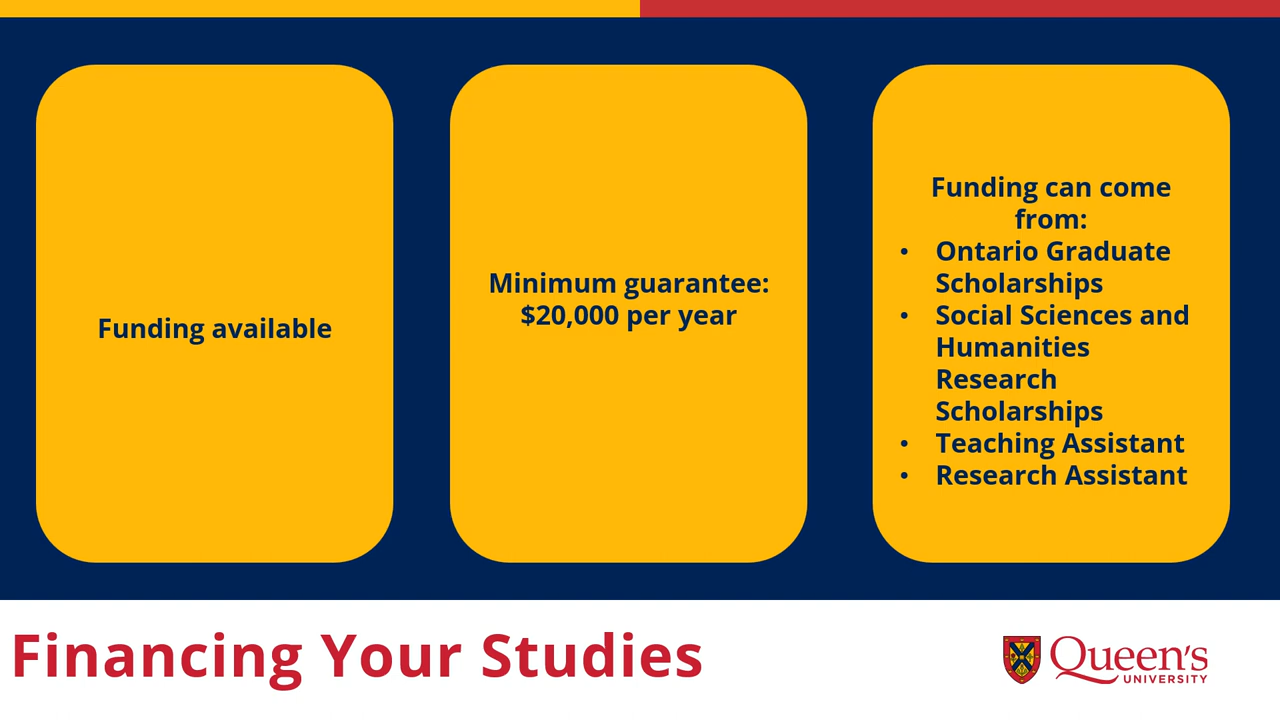 Funding available
Minimum guarantee:
$20,000 per year
Funding can come
from:
• Ontario Graduate
Scholarships
• Social Sciences and
Humanities
Research
Scholarships
• Teaching Assistant
• Research Assistant
Financing Your Studies
Queen's
UNIVERSITY